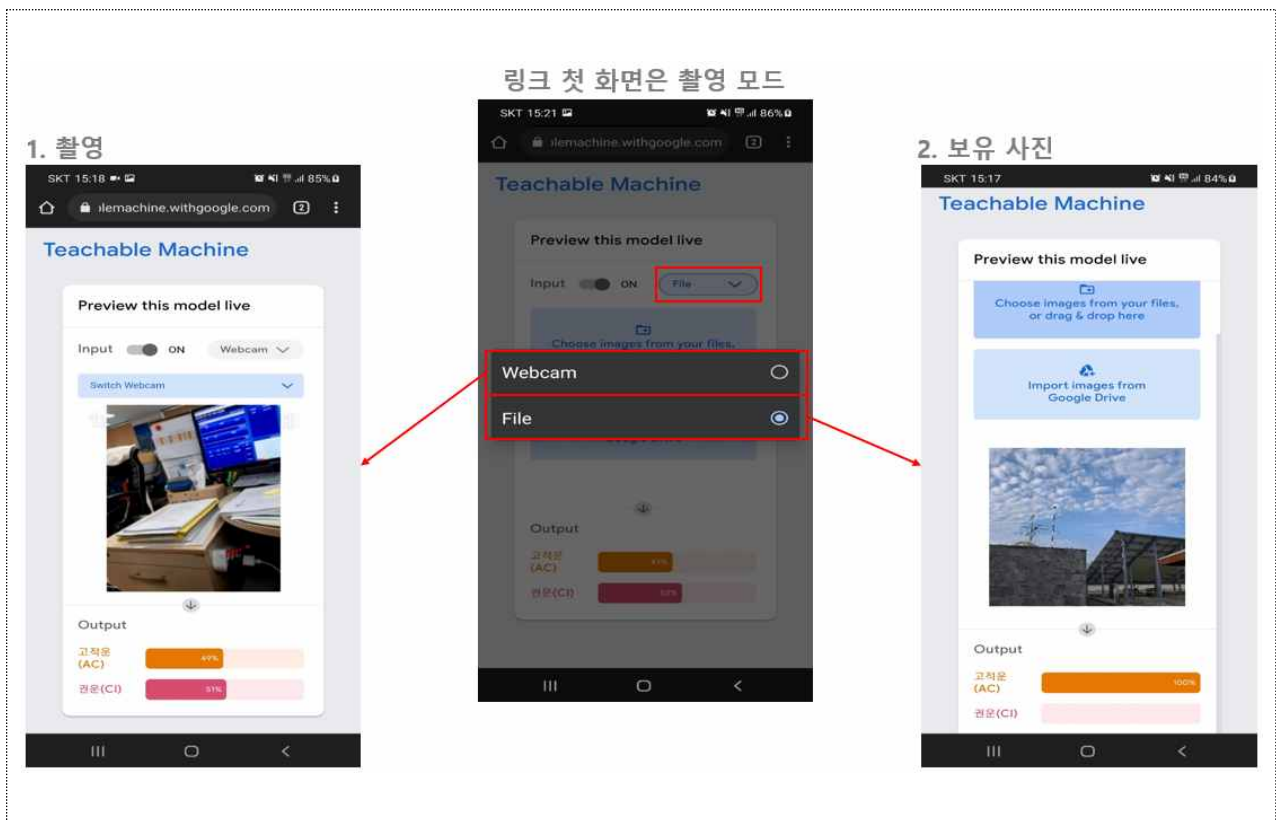 링크 첫 화면은 촬영 모드
1. 촬영
SKT 15:18
85%
ılemachine.withgoogle.com
2
Teachable Machine
Preview this model live
Input
ON
Webcam
Switch Webcam
Output
고적운
(AC)
49%
권운(CI)
51%
SKT 15:21
86%
ılemachine.withgoogle.com
2
Teachable Machine
Preview this model live
Input
ON
File
Choose images from your files,
Webcam
File
Google Drive
Output
고적운
(AC)
권운(CI)
2. 보유 사진
SKT 15:17
84%
Teachable Machine
Preview this model live
Choose images from your files,
or drag & drop here
Import images from
Google Drive
Output
고적운
(AC)
100%
권운(CI)